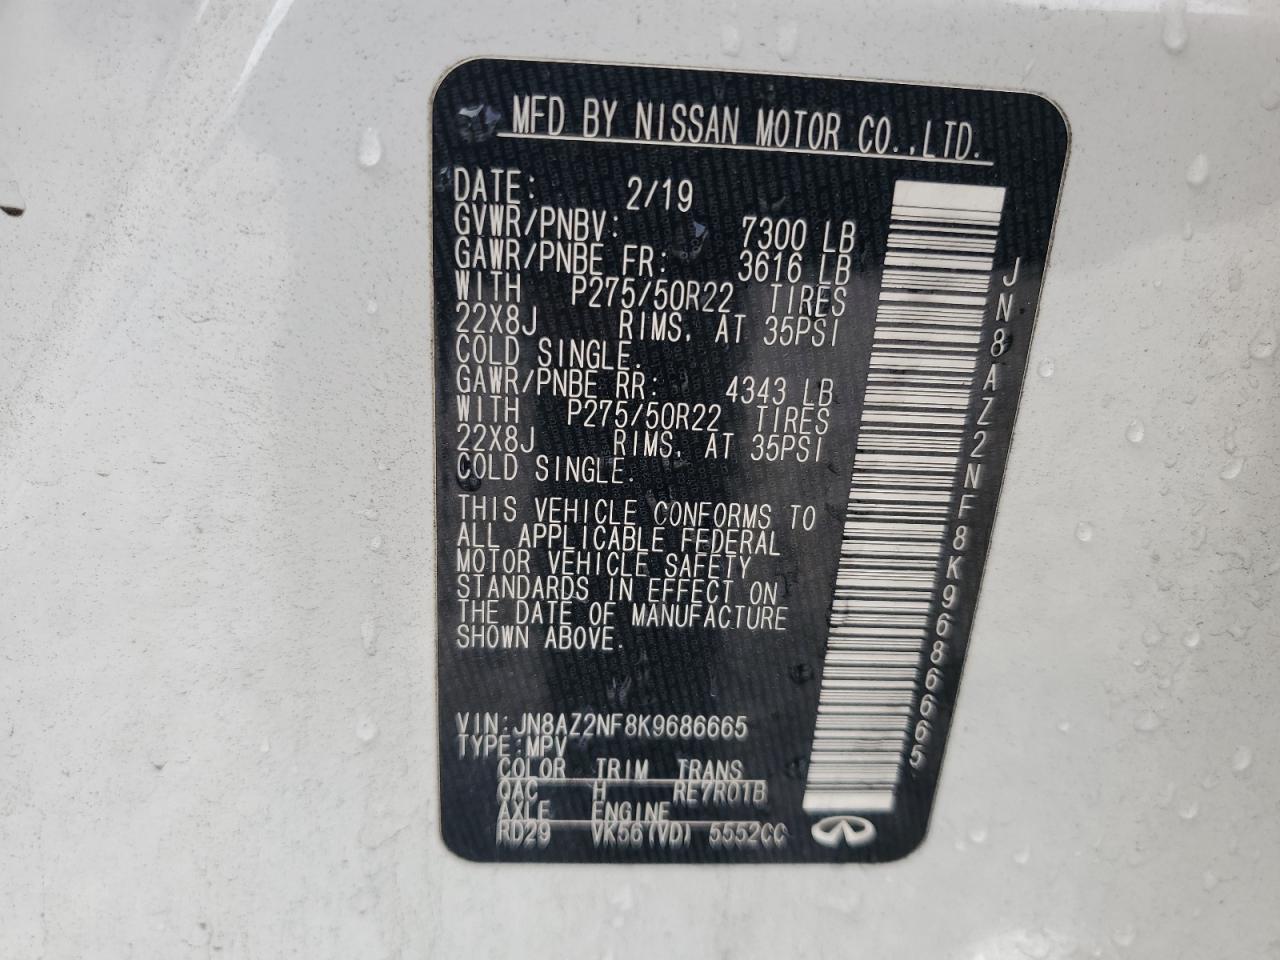 MFD BY NISSAN MOTOR CO.,LTD.
DATE: 2/19
GVWR/PNBV: 7300 LB
GAWR/PNBE FR: 3616 LB
WITH P275/50R22 TIRES
22X8J RIMS, AT 35PSI
COLD SINGLE.
GAWR/PNBE RR: 4343 LB
WITH P275/50R22 TIRES
22X8J RIMS, AT 35PSI
COLD SINGLE.
THIS VEHICLE CONFORMS TO
ALL APPLICABLE FEDERAL
MOTOR VEHICLE SAFETY
STANDARDS IN EFFECT ON
THE DATE OF MANUFACTURE
SHOWN ABOVE.
VIN:JN8AZ2NF8K9686665
TYPE:MPV
COLOR TRIM TRANS
QAC H RE7R01B
AXLE ENGINE
RD29 VK56(VD) 5552CC
JN8AZ2NF8K9686665